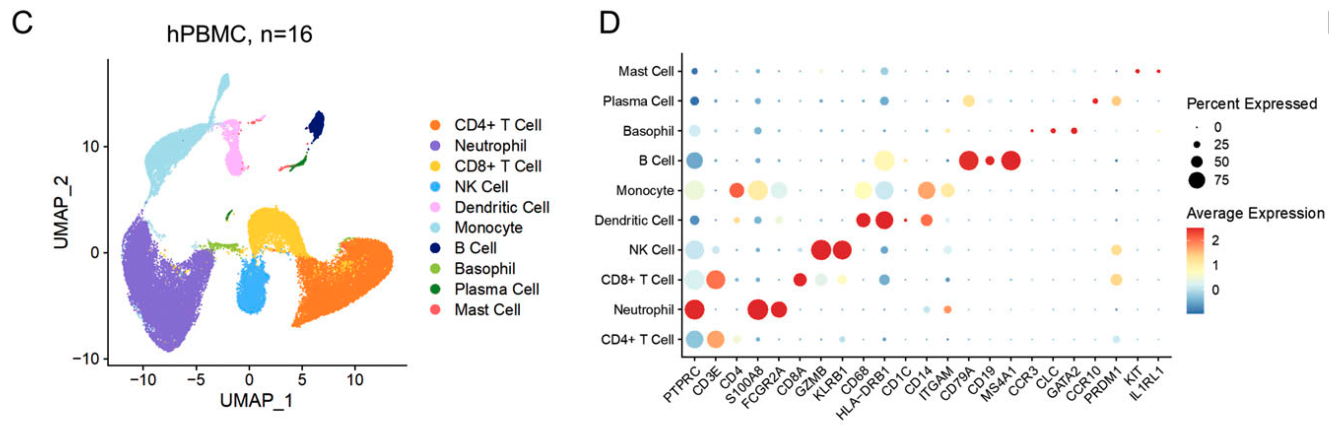 C
hPBMC, n=16
UMAP_2
10
0
−10
−10
−5
0
5
10
UMAP_1
CD4+ T Cell
Neutrophil
CD8+ T Cell
NK Cell
Dendritic Cell
Monocyte
B Cell
Basophil
Plasma Cell
Mast Cell
D
Mast Cell
Plasma Cell
Basophil
B Cell
Monocyte
Dendritic Cell
NK Cell
CD8+ T Cell
Neutrophil
CD4+ T Cell
PTPRC
CD3E
CD4
S100A8
FCGR2A
CD8A
GZMB
KLRB1
CD68
HLA−DRB1
CD1C
CD14
ITGAM
CD79A
CD19
MS4A1
CCR3
CLC
GATA2
CCR10
PRDM1
KIT
IL1RL1
Percent Expressed
0
25
50
75
Average Expression
2
1
0